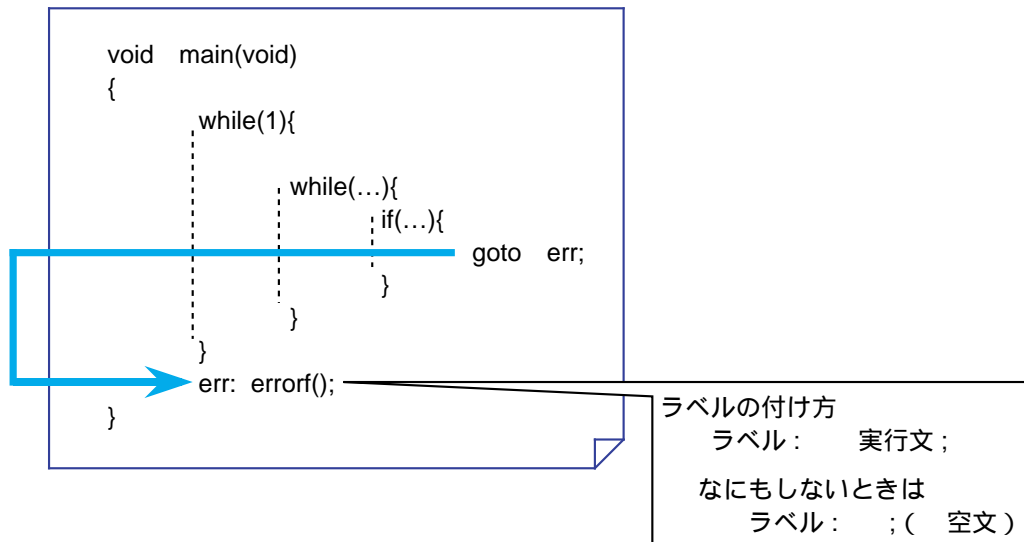 void main(void)
{
while(1){
while(…){
if(…){
goto err;
}
}
}
err: errorf();
}
ラベルの付け方
ラベル : 実行文 ;
なにもしないときは
ラベル : ; ( 空文 )